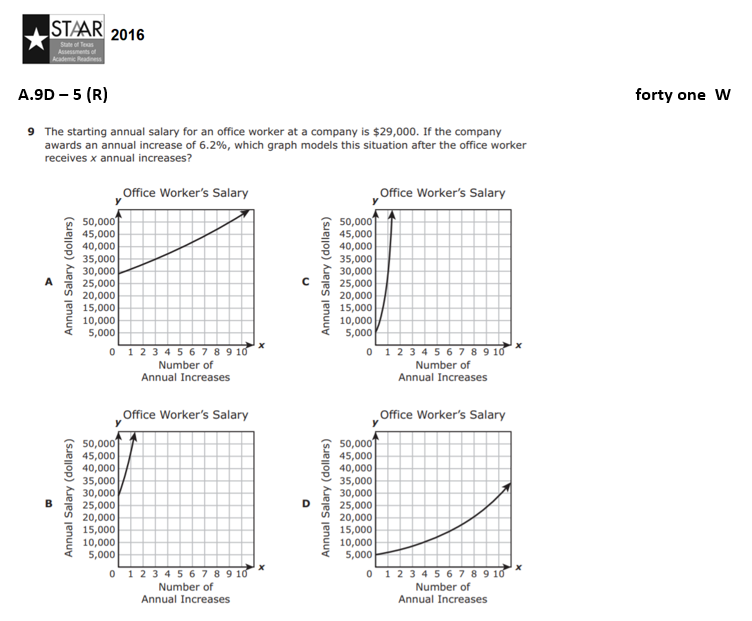 STAAR 2016
State of Texas
Assessments of
Academic Readiness
A.9D – 5 (R) forty one W
9 The starting annual salary for an office worker at a company is $29,000. If the company
awards an annual increase of 6.2%, which graph models this situation after the office worker
receives x annual increases?
A
Office Worker's Salary
y
Annual Salary (dollars)
50,000
45,000
40,000
35,000
30,000
25,000
20,000
15,000
10,000
5,000
0 1 2 3 4 5 6 7 8 9 10 x
Number of
Annual Increases
C
Office Worker's Salary
y
Annual Salary (dollars)
50,000
45,000
40,000
35,000
30,000
25,000
20,000
15,000
10,000
5,000
0 1 2 3 4 5 6 7 8 9 10 x
Number of
Annual Increases
B
Office Worker's Salary
y
Annual Salary (dollars)
50,000
45,000
40,000
35,000
30,000
25,000
20,000
15,000
10,000
5,000
0 1 2 3 4 5 6 7 8 9 10 x
Number of
Annual Increases
D
Office Worker's Salary
y
Annual Salary (dollars)
50,000
45,000
40,000
35,000
30,000
25,000
20,000
15,000
10,000
5,000
0 1 2 3 4 5 6 7 8 9 10 x
Number of
Annual Increases